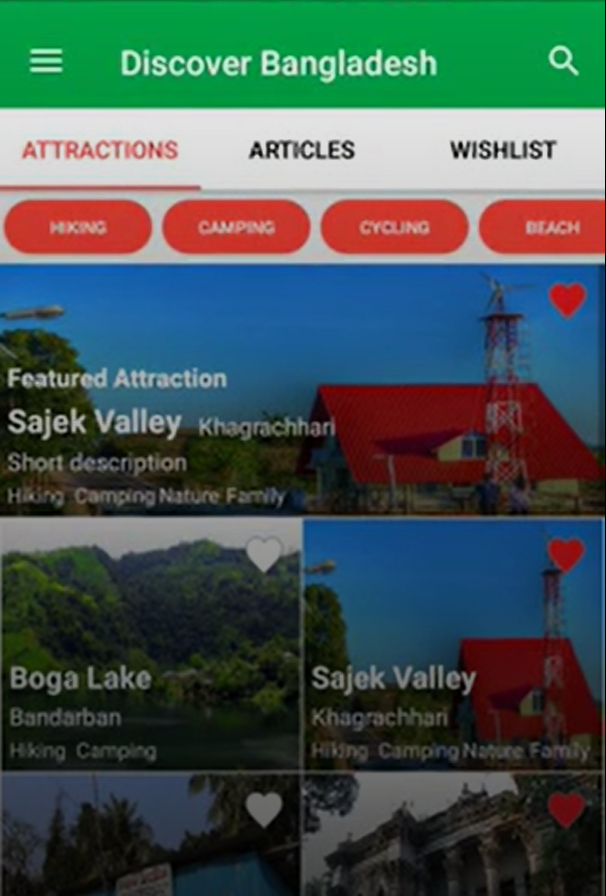 Discover Bangladesh
ATTRACTIONS ARTICLES WISHLIST
HIKING CAMPING CYCLING BEACH
Featured Attraction
Sajek Valley Khagrachhari
Short description
Hiking Camping Nature Family
Boga Lake
Bandarban
Hiking Camping
Sajek Valley
Khagrachhari
Hiking Camping Nature Family